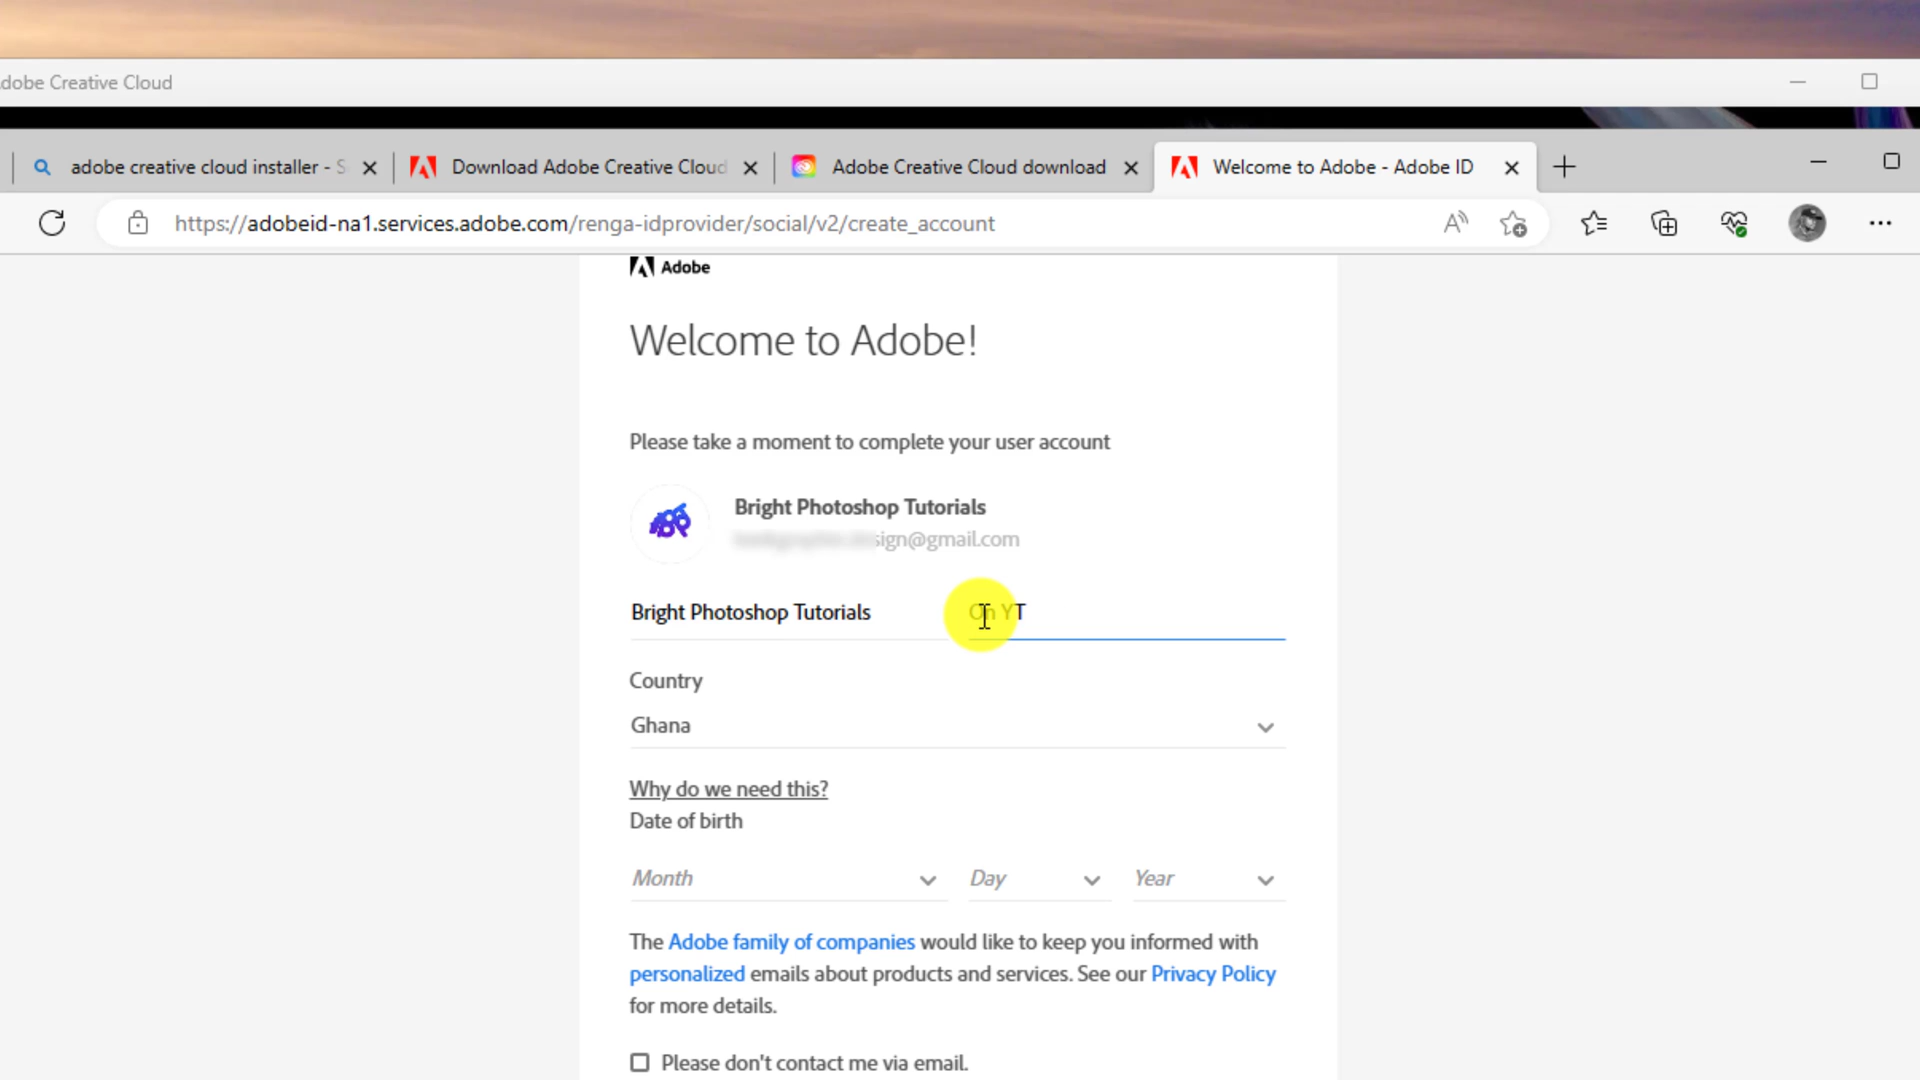 dobe Creative Cloud
adobe creative cloud installer - S
Download Adobe Creative Cloud
Adobe Creative Cloud download
Welcome to Adobe - Adobe ID
https://adobeid-na1.services.adobe.com/renga-idprovider/social/v2/create_account
Adobe
Welcome to Adobe!
Please take a moment to complete your user account
Bright Photoshop Tutorials
sign@gmail.com
Bright Photoshop Tutorials On YT
Country
Ghana
Why do we need this?
Date of birth
Month Day Year
The Adobe family of companies would like to keep you informed with
personalized emails about products and services. See our Privacy Policy
for more details.
Please don't contact me via email.